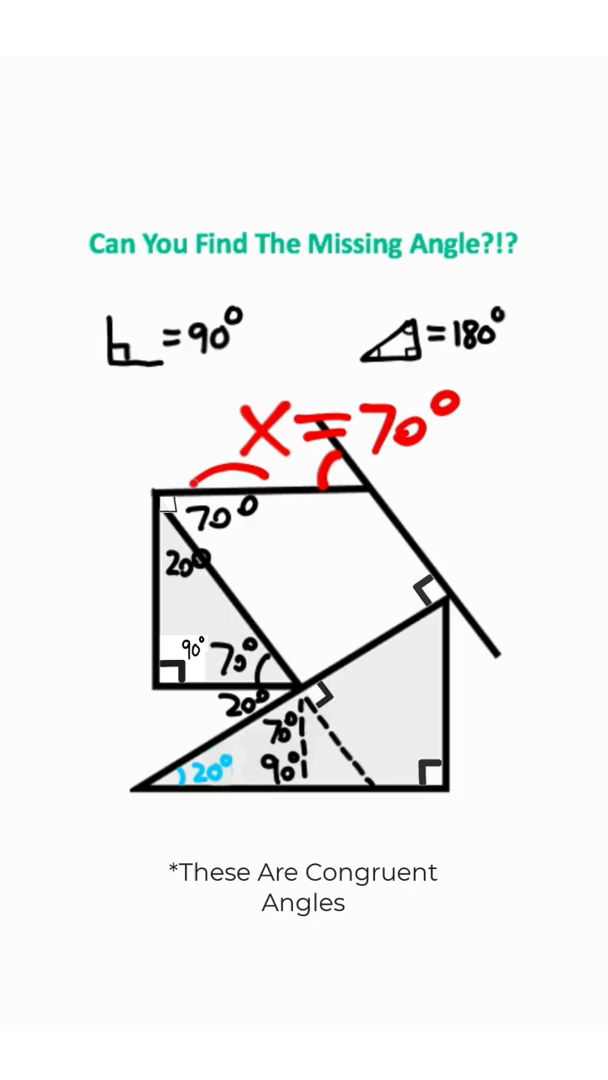 Can You Find The Missing Angle?!?
=90°
=180°
x=70°
70°
20°
90° 70°
20°
70°
20° 90°
*These Are Congruent
Angles